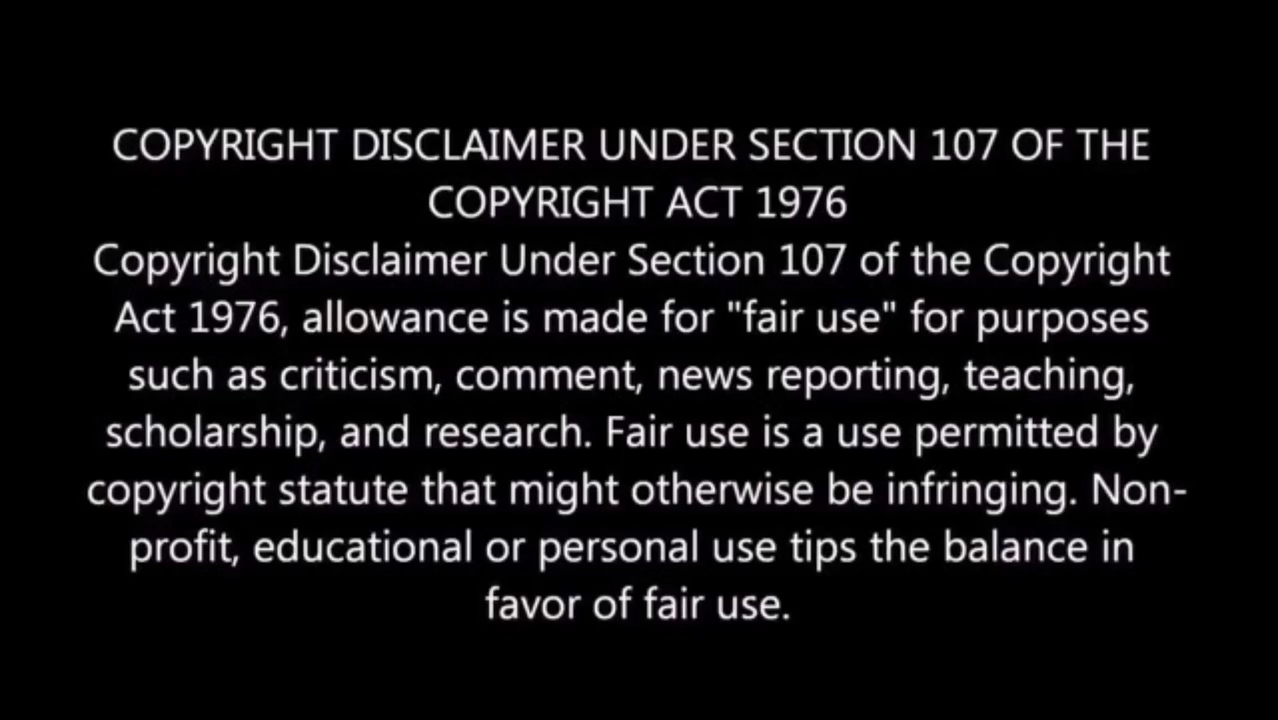 COPYRIGHT DISCLAIMER UNDER SECTION 107 OF THE
COPYRIGHT ACT 1976
Copyright Disclaimer Under Section 107 of the Copyright
Act 1976, allowance is made for "fair use" for purposes
such as criticism, comment, news reporting, teaching,
scholarship, and research. Fair use is a use permitted by
copyright statute that might otherwise be infringing. Non-
profit, educational or personal use tips the balance in
favor of fair use.